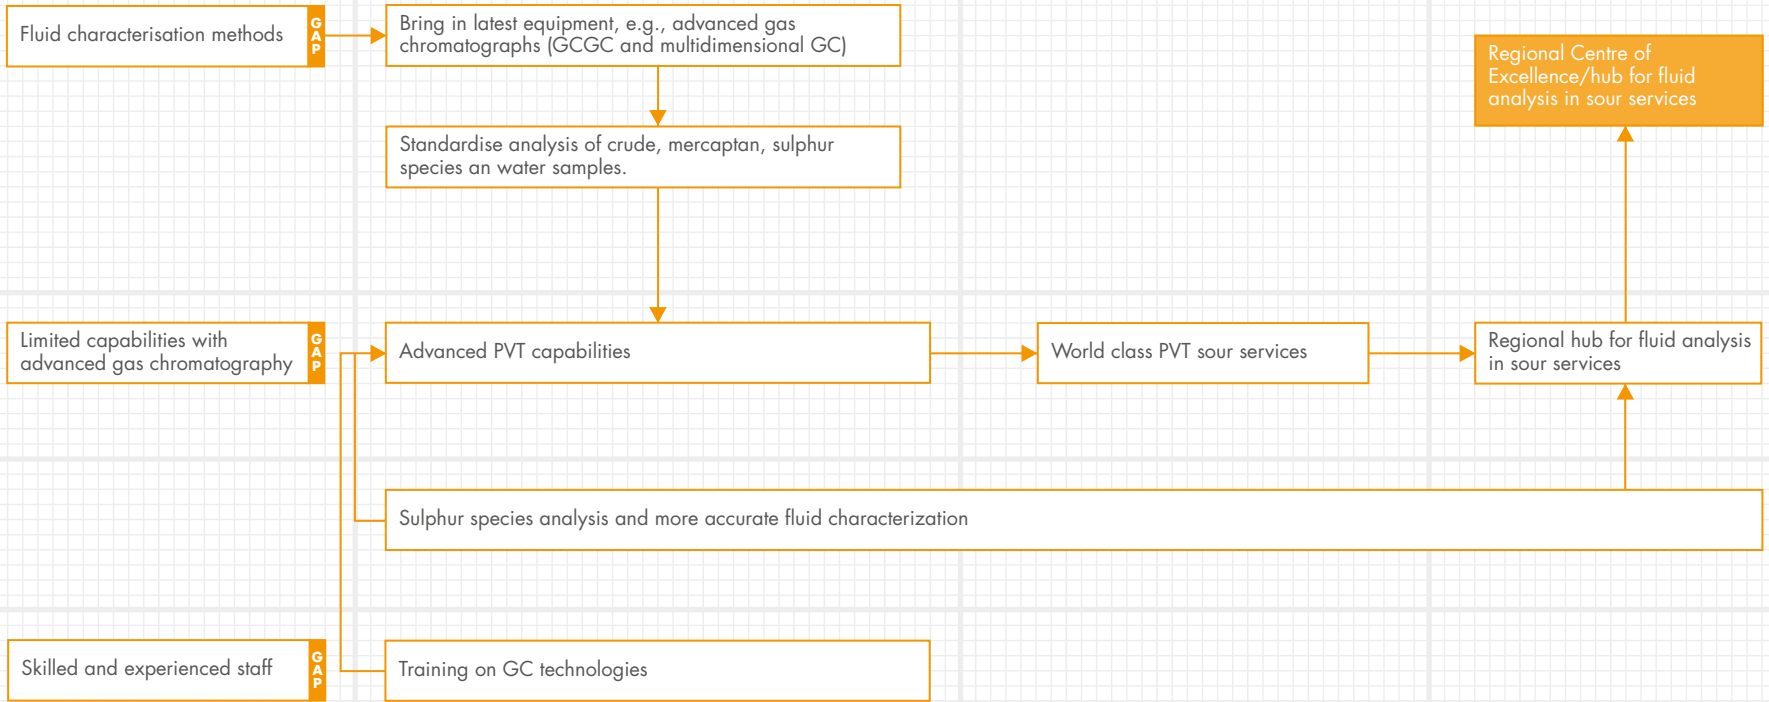 Fluid characterisation methods
GAP
Bring in latest equipment, e.g., advanced gas
chromatographs (GCGC and multidimensional GC)
Regional Centre of
Excellence/hub for fluid
analysis in sour services
Standardise analysis of crude, mercaptan, sulphur
species an water samples.
Limited capabilities with
advanced gas chromatography
GAP
Advanced PVT capabilities
World class PVT sour services
Regional hub for fluid analysis
in sour services
Sulphur species analysis and more accurate fluid characterization
Skilled and experienced staff
GAP
Training on GC technologies